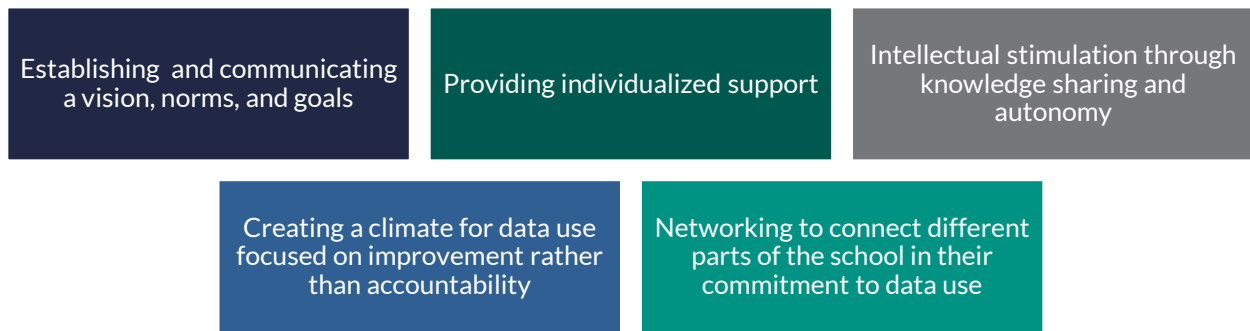 Establishing  and communicating
a vision, norms, and goals
Providing individualized support
Intellectual stimulation through
knowledge sharing and
autonomy
Creating a climate for data use
focused on improvement rather
than accountability
Networking to connect different
parts of the school in their
commitment to data use